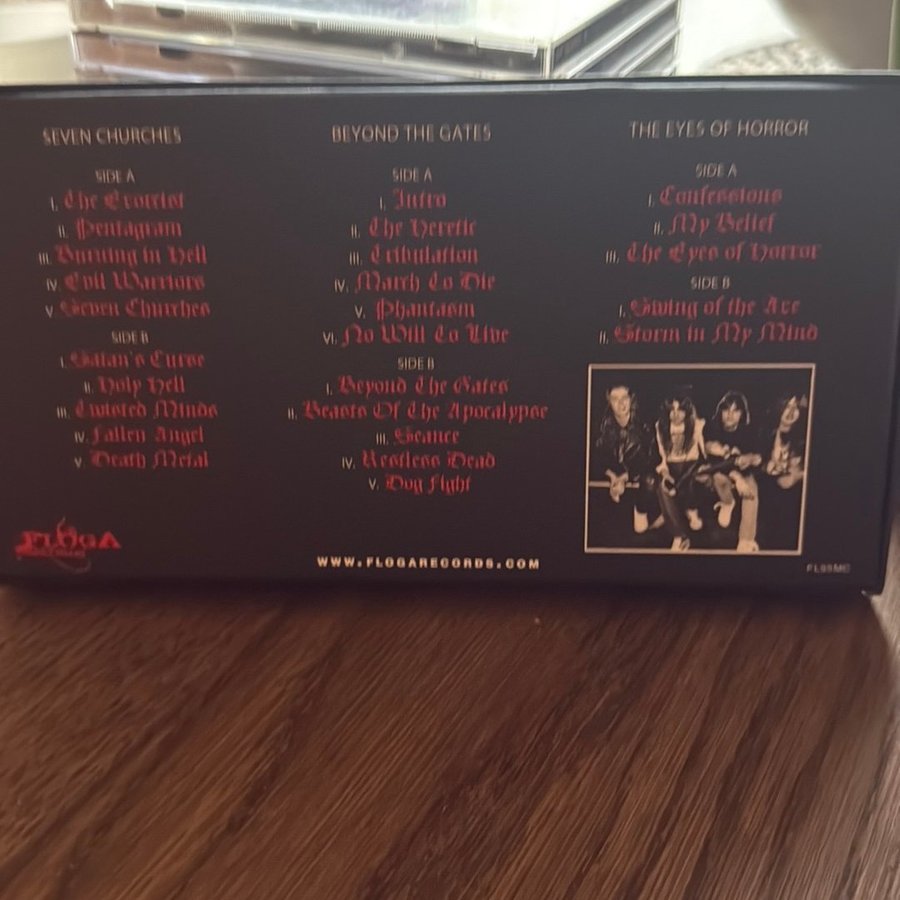 SEVEN CHURCHES
SIDE A
I. The Exorcist
II. Pentagram
III. Burning in Hell
IV. Evil Warriors
V. Seven Churches
SIDE B
I. Satan's Curse
II. Holy Hell
III. Twisted Minds
IV. Fallen Angel
V. Death Metal
BEYOND THE GATES
SIDE A
I. Intro
II. The Heretic
III. Tribulation
IV. March To Die
V. Phantasm
VI. No Will To Live
SIDE B
I. Beyond The Gates
II. Beasts Of The Apocalypse
III. Seance
IV. Restless Dead
V. Dog Fight
THE EYES OF HORROR
SIDE A
I. Confessions
II. My Belief
III. The Eyes of Horror
SIDE B
I. Swing of the Axe
II. Storm in My Mind
FLOGA
RECORDS
WWW.FLOGARECORDS.COM